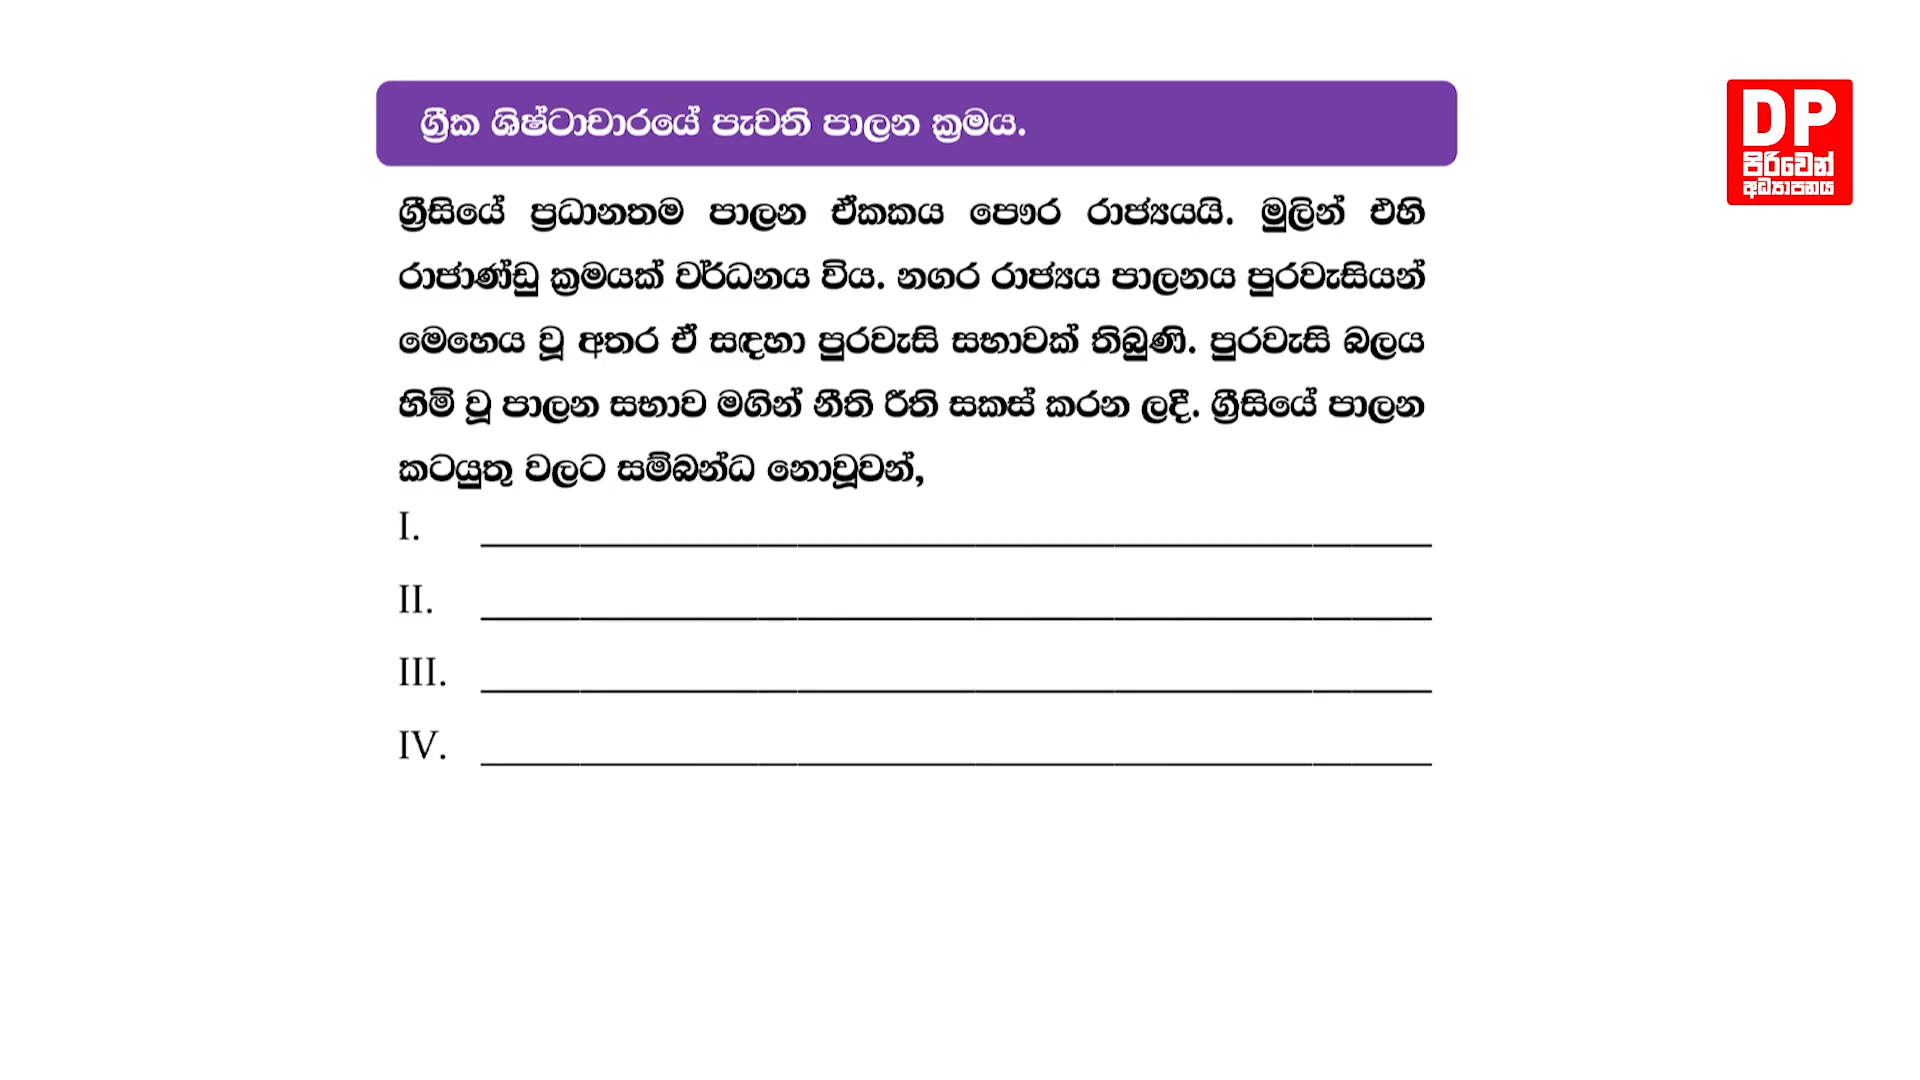 ග්‍රීක ශිෂ්ටාචාරයේ පැවති පාලන ක්‍රමය.
DP
පිරිවෙන්
අධ්‍යාපනය
ග්‍රීසියේ ප්‍රධානතම පාලන ඒකකය පෞර රාජ්‍යයයි. මුලින් එහි
රාජාණ්ඩු ක්‍රමයක් වර්ධනය විය. නගර රාජ්‍යය පාලනය පුරවැසියන්
මෙහෙය වූ අතර ඒ සඳහා පුරවැසි සභාවක් තිබුණි. පුරවැසි බලය
හිමි වූ පාලන සභාව මගින් නීති රීති සකස් කරන ලදී. ග්‍රීසියේ පාලන
කටයුතු වලට සම්බන්ධ නොවූවන්,
I.
II.
III.
IV.